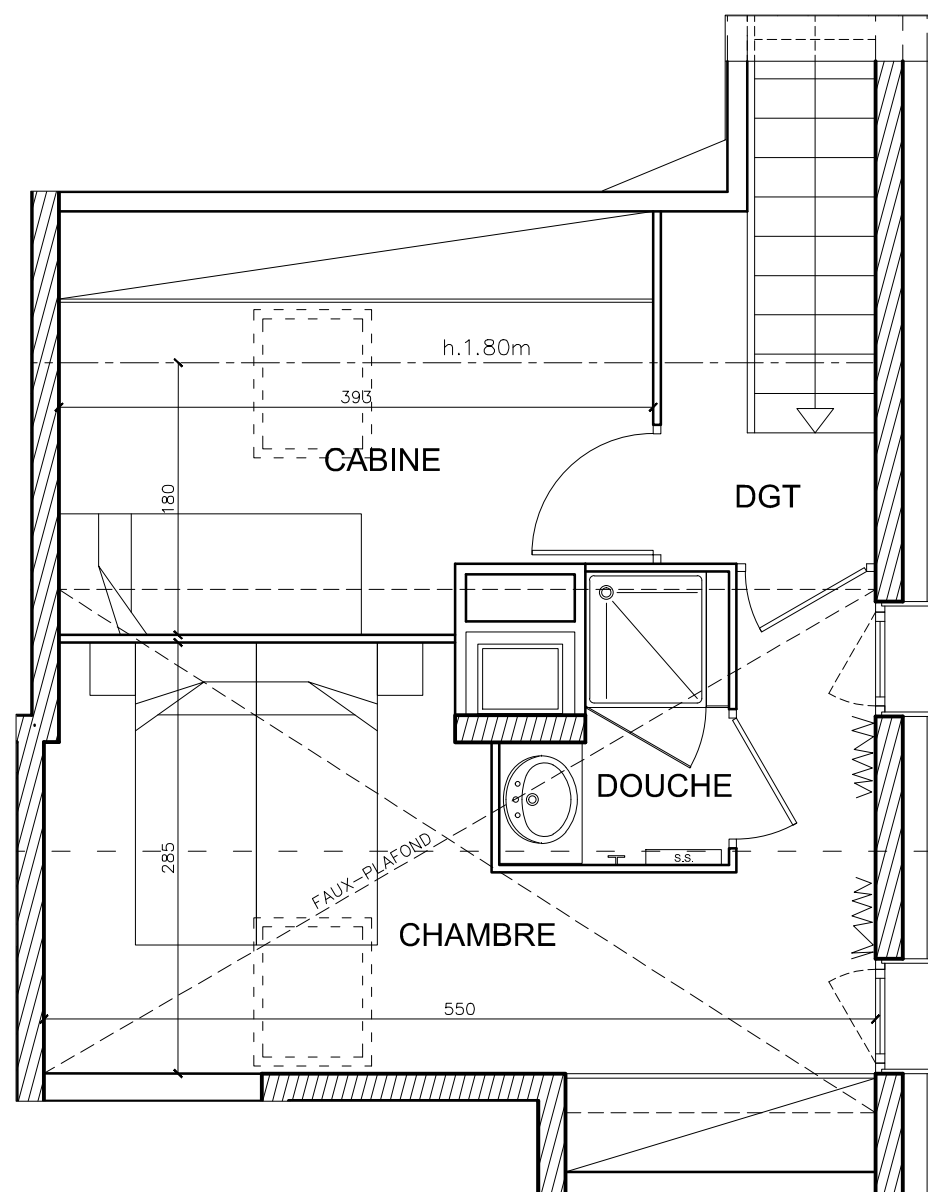 h.1.80m
393
CABINE
180
DGT
DOUCHE
285
FAUX-PLAFOND
S.S.
CHAMBRE
550